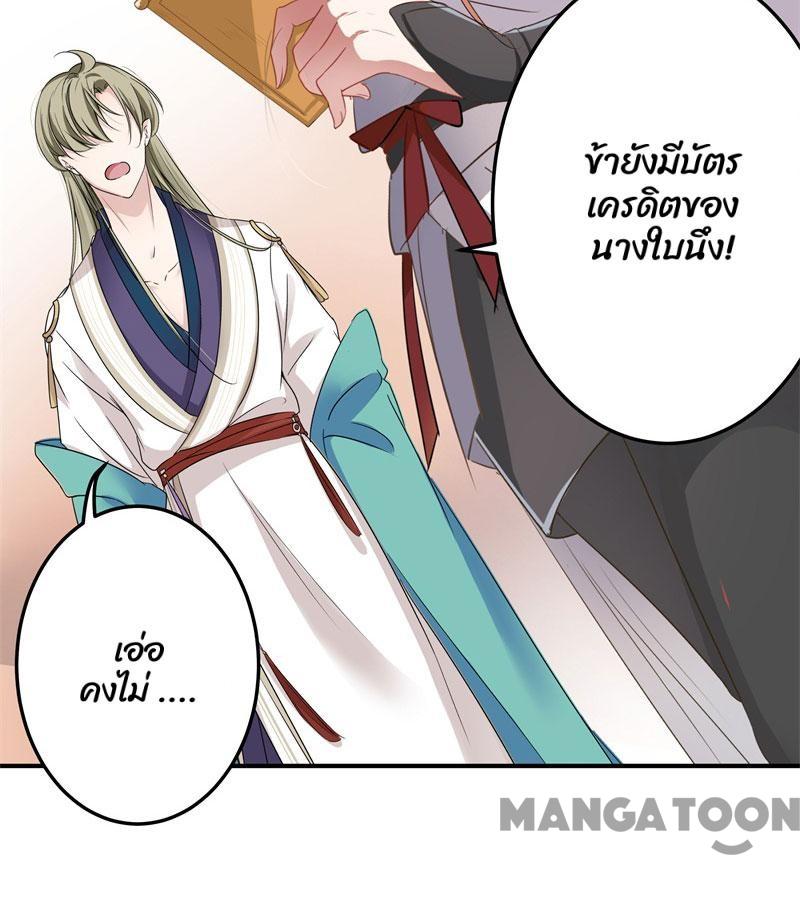 ข้ายังมีบัตร
เครดิตของ
นางใบนึง!
เอ่อ
คงไม่ ....
MANGATOON